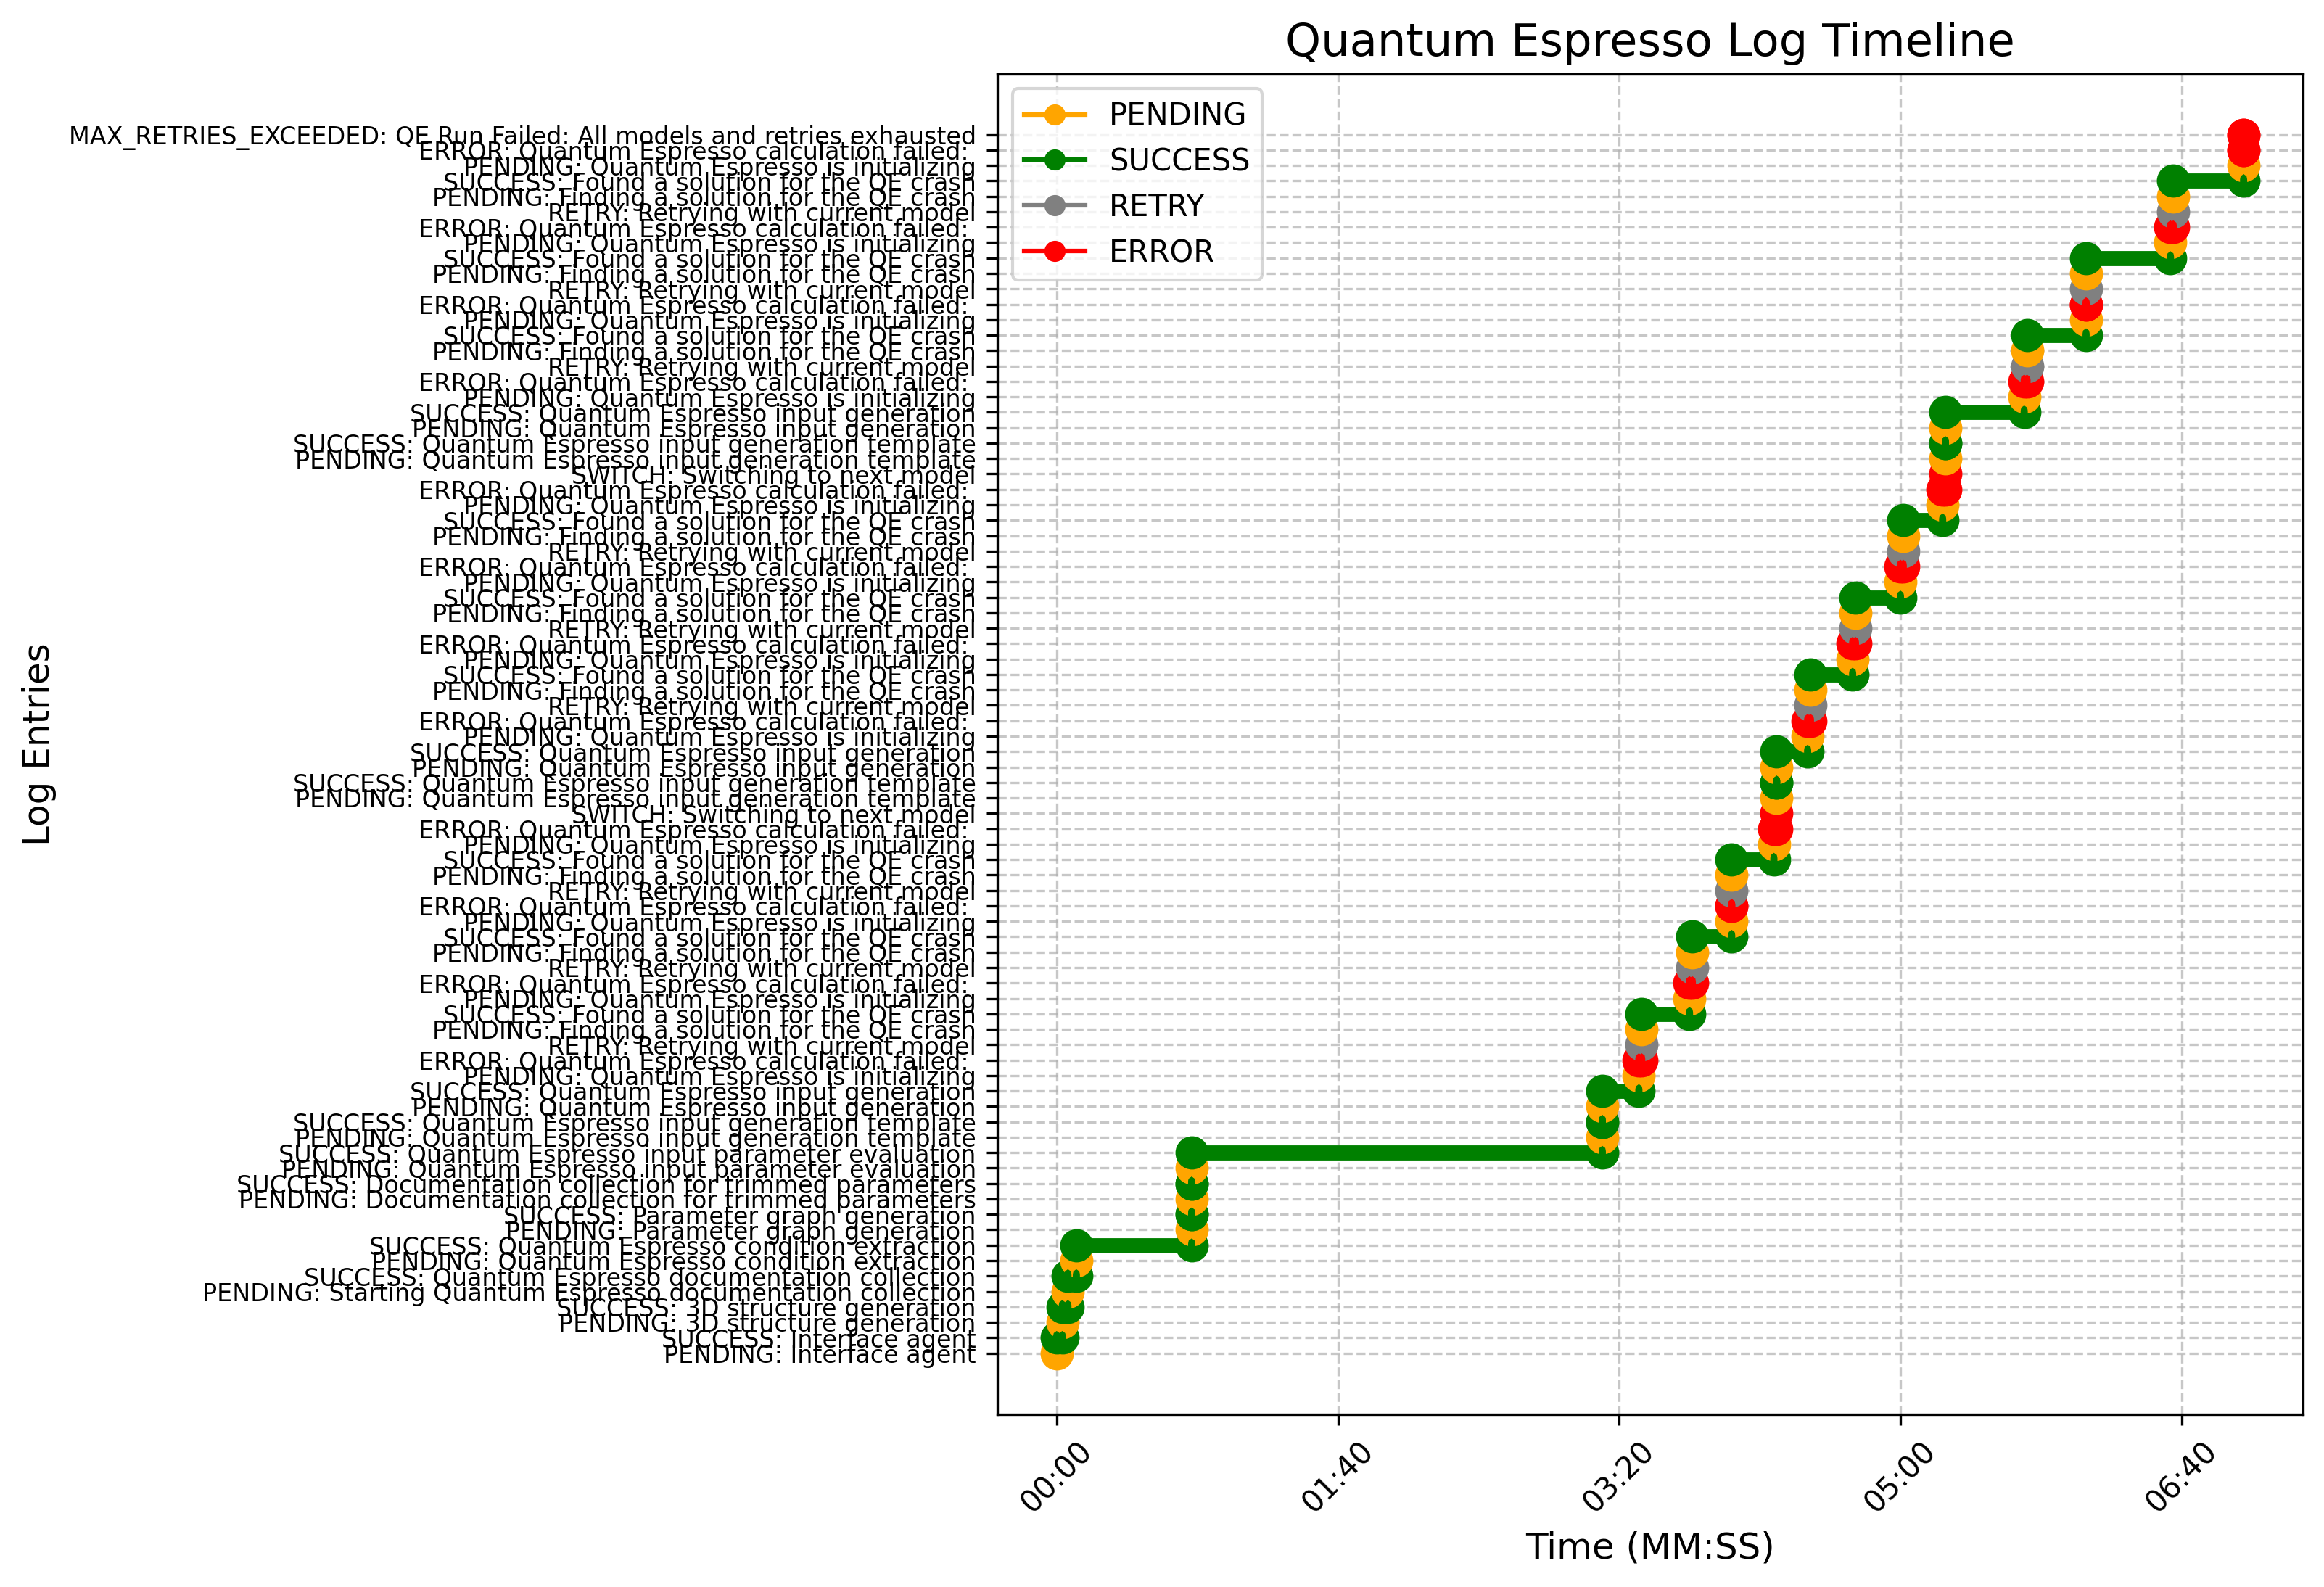 Quantum Espresso Log Timeline
PENDING
SUCCESS
RETRY
ERROR
Log Entries
MAX_RETRIES_EXCEEDED: QE Run Failed: All models and retries exhausted
ERROR: Quantum Espresso calculation failed:
PENDING: Quantum Espresso is initializing
SUCCESS: Found a solution for the QE crash
PENDING: Finding a solution for the QE crash
RETRY: Retrying with current model
ERROR: Quantum Espresso calculation failed:
PENDING: Quantum Espresso is initializing
SUCCESS: Found a solution for the QE crash
PENDING: Finding a solution for the QE crash
RETRY: Retrying with current model
ERROR: Quantum Espresso calculation failed:
PENDING: Quantum Espresso is initializing
SUCCESS: Found a solution for the QE crash
PENDING: Finding a solution for the QE crash
RETRY: Retrying with current model
ERROR: Quantum Espresso calculation failed:
PENDING: Quantum Espresso is initializing
SUCCESS: Quantum Espresso input generation
PENDING: Quantum Espresso input generation
SUCCESS: Quantum Espresso input generation template
PENDING: Quantum Espresso input generation template
SWITCH: Switching to next model
ERROR: Quantum Espresso calculation failed:
PENDING: Quantum Espresso is initializing
SUCCESS: Found a solution for the QE crash
PENDING: Finding a solution for the QE crash
RETRY: Retrying with current model
ERROR: Quantum Espresso calculation failed:
PENDING: Quantum Espresso is initializing
SUCCESS: Found a solution for the QE crash
PENDING: Finding a solution for the QE crash
RETRY: Retrying with current model
ERROR: Quantum Espresso calculation failed:
PENDING: Quantum Espresso is initializing
SUCCESS: Found a solution for the QE crash
PENDING: Finding a solution for the QE crash
RETRY: Retrying with current model
ERROR: Quantum Espresso calculation failed:
PENDING: Quantum Espresso is initializing
SUCCESS: Quantum Espresso input generation
PENDING: Quantum Espresso input generation
SUCCESS: Quantum Espresso input generation template
PENDING: Quantum Espresso input generation template
SWITCH: Switching to next model
ERROR: Quantum Espresso calculation failed:
PENDING: Quantum Espresso is initializing
SUCCESS: Found a solution for the QE crash
PENDING: Finding a solution for the QE crash
RETRY: Retrying with current model
ERROR: Quantum Espresso calculation failed:
PENDING: Quantum Espresso is initializing
SUCCESS: Found a solution for the QE crash
PENDING: Finding a solution for the QE crash
RETRY: Retrying with current model
ERROR: Quantum Espresso calculation failed:
PENDING: Quantum Espresso is initializing
SUCCESS: Found a solution for the QE crash
PENDING: Finding a solution for the QE crash
RETRY: Retrying with current model
ERROR: Quantum Espresso calculation failed:
PENDING: Quantum Espresso is initializing
SUCCESS: Quantum Espresso input generation
PENDING: Quantum Espresso input generation
SUCCESS: Quantum Espresso input generation template
PENDING: Quantum Espresso input generation template
SUCCESS: Quantum Espresso input parameter evaluation
PENDING: Quantum Espresso input parameter evaluation
SUCCESS: Documentation collection for trimmed parameters
PENDING: Documentation collection for trimmed parameters
SUCCESS: Parameter graph generation
PENDING: Parameter graph generation
SUCCESS: Quantum Espresso condition extraction
PENDING: Quantum Espresso condition extraction
SUCCESS: Quantum Espresso documentation collection
PENDING: Starting Quantum Espresso documentation collection
SUCCESS: 3D structure generation
PENDING: 3D structure generation
SUCCESS: Interface agent
PENDING: Interface agent
00:00
01:40
03:20
05:00
06:40
Time (MM:SS)